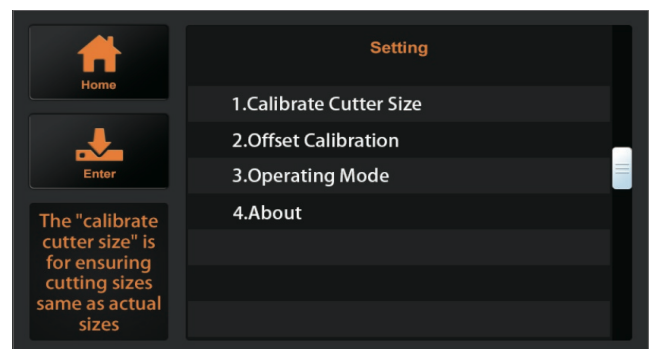 Home
Enter
The "calibrate
cutter size" is
for ensuring
cutting sizes
same as actual
sizes
Setting
1.Calibrate Cutter Size
2.Offset Calibration
3.Operating Mode
4.About